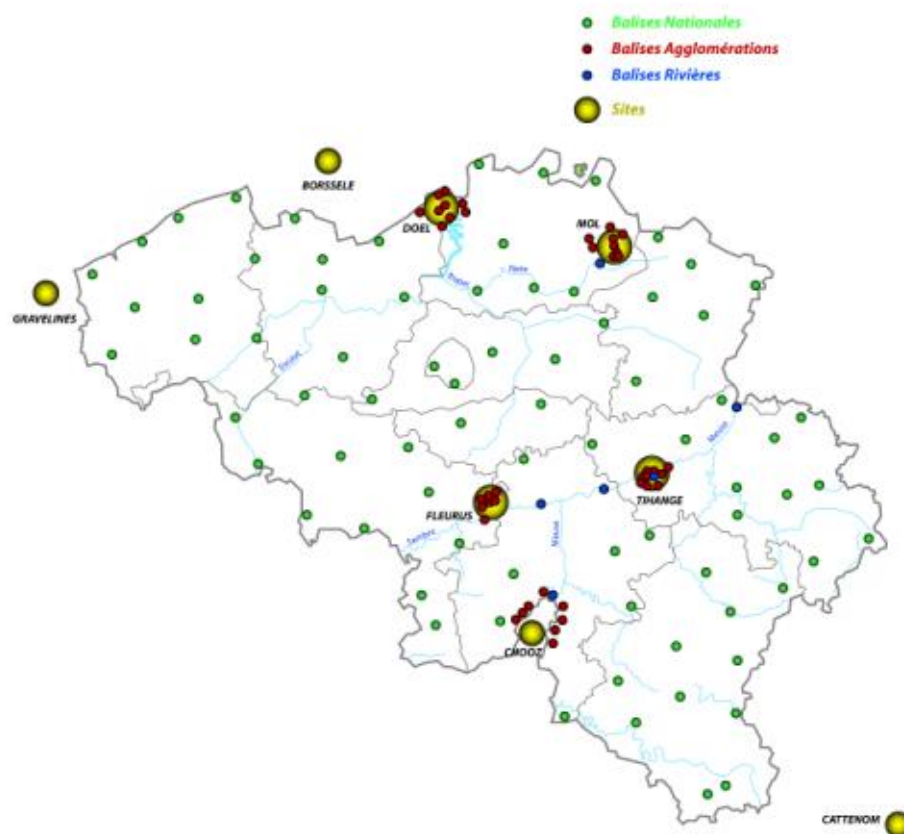 Balises Nationales
Balises Agglomérations
Balises Rivières
Sites
BORSSELE
DOEL
MOL
GRAVELINES
Nete
Rupel
Escaut
Meuse
TIHANGE
FLEURUS
Sambre
Meuse
CHOOZ
CATTENOM